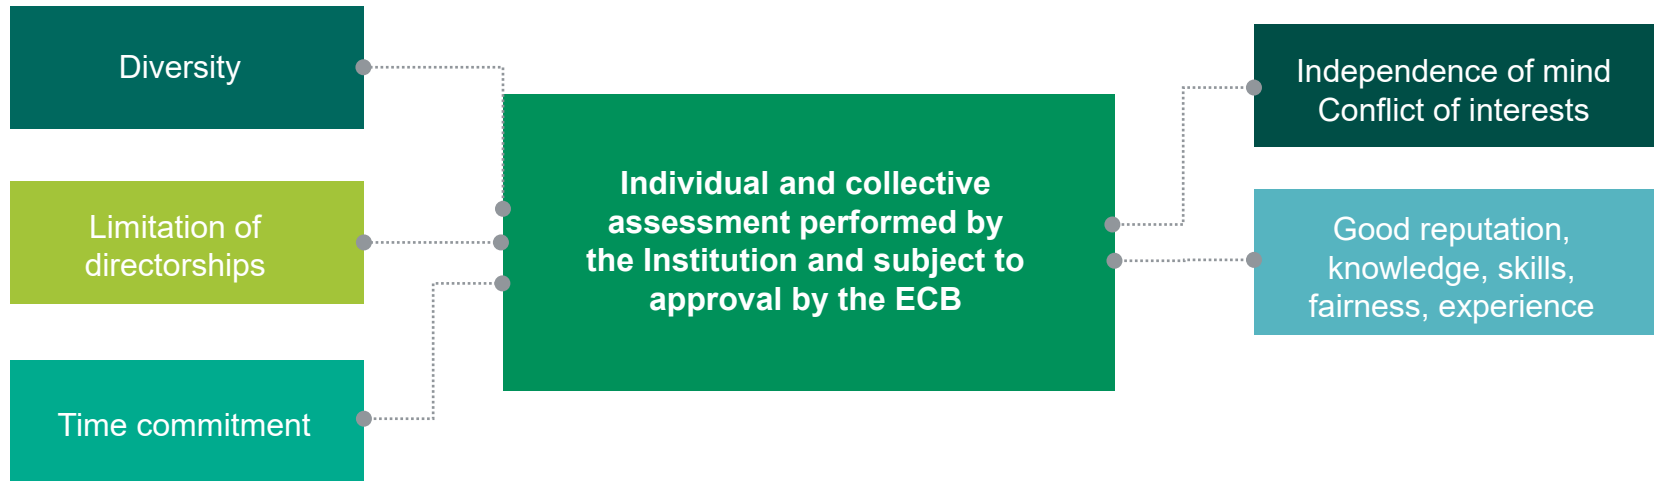 Diversity
Limitation of
directorships
Time commitment
Individual and collective
assessment performed by
the Institution and subject to
approval by the ECB
Independence of mind
Conflict of interests
Good reputation,
knowledge, skills,
fairness, experience